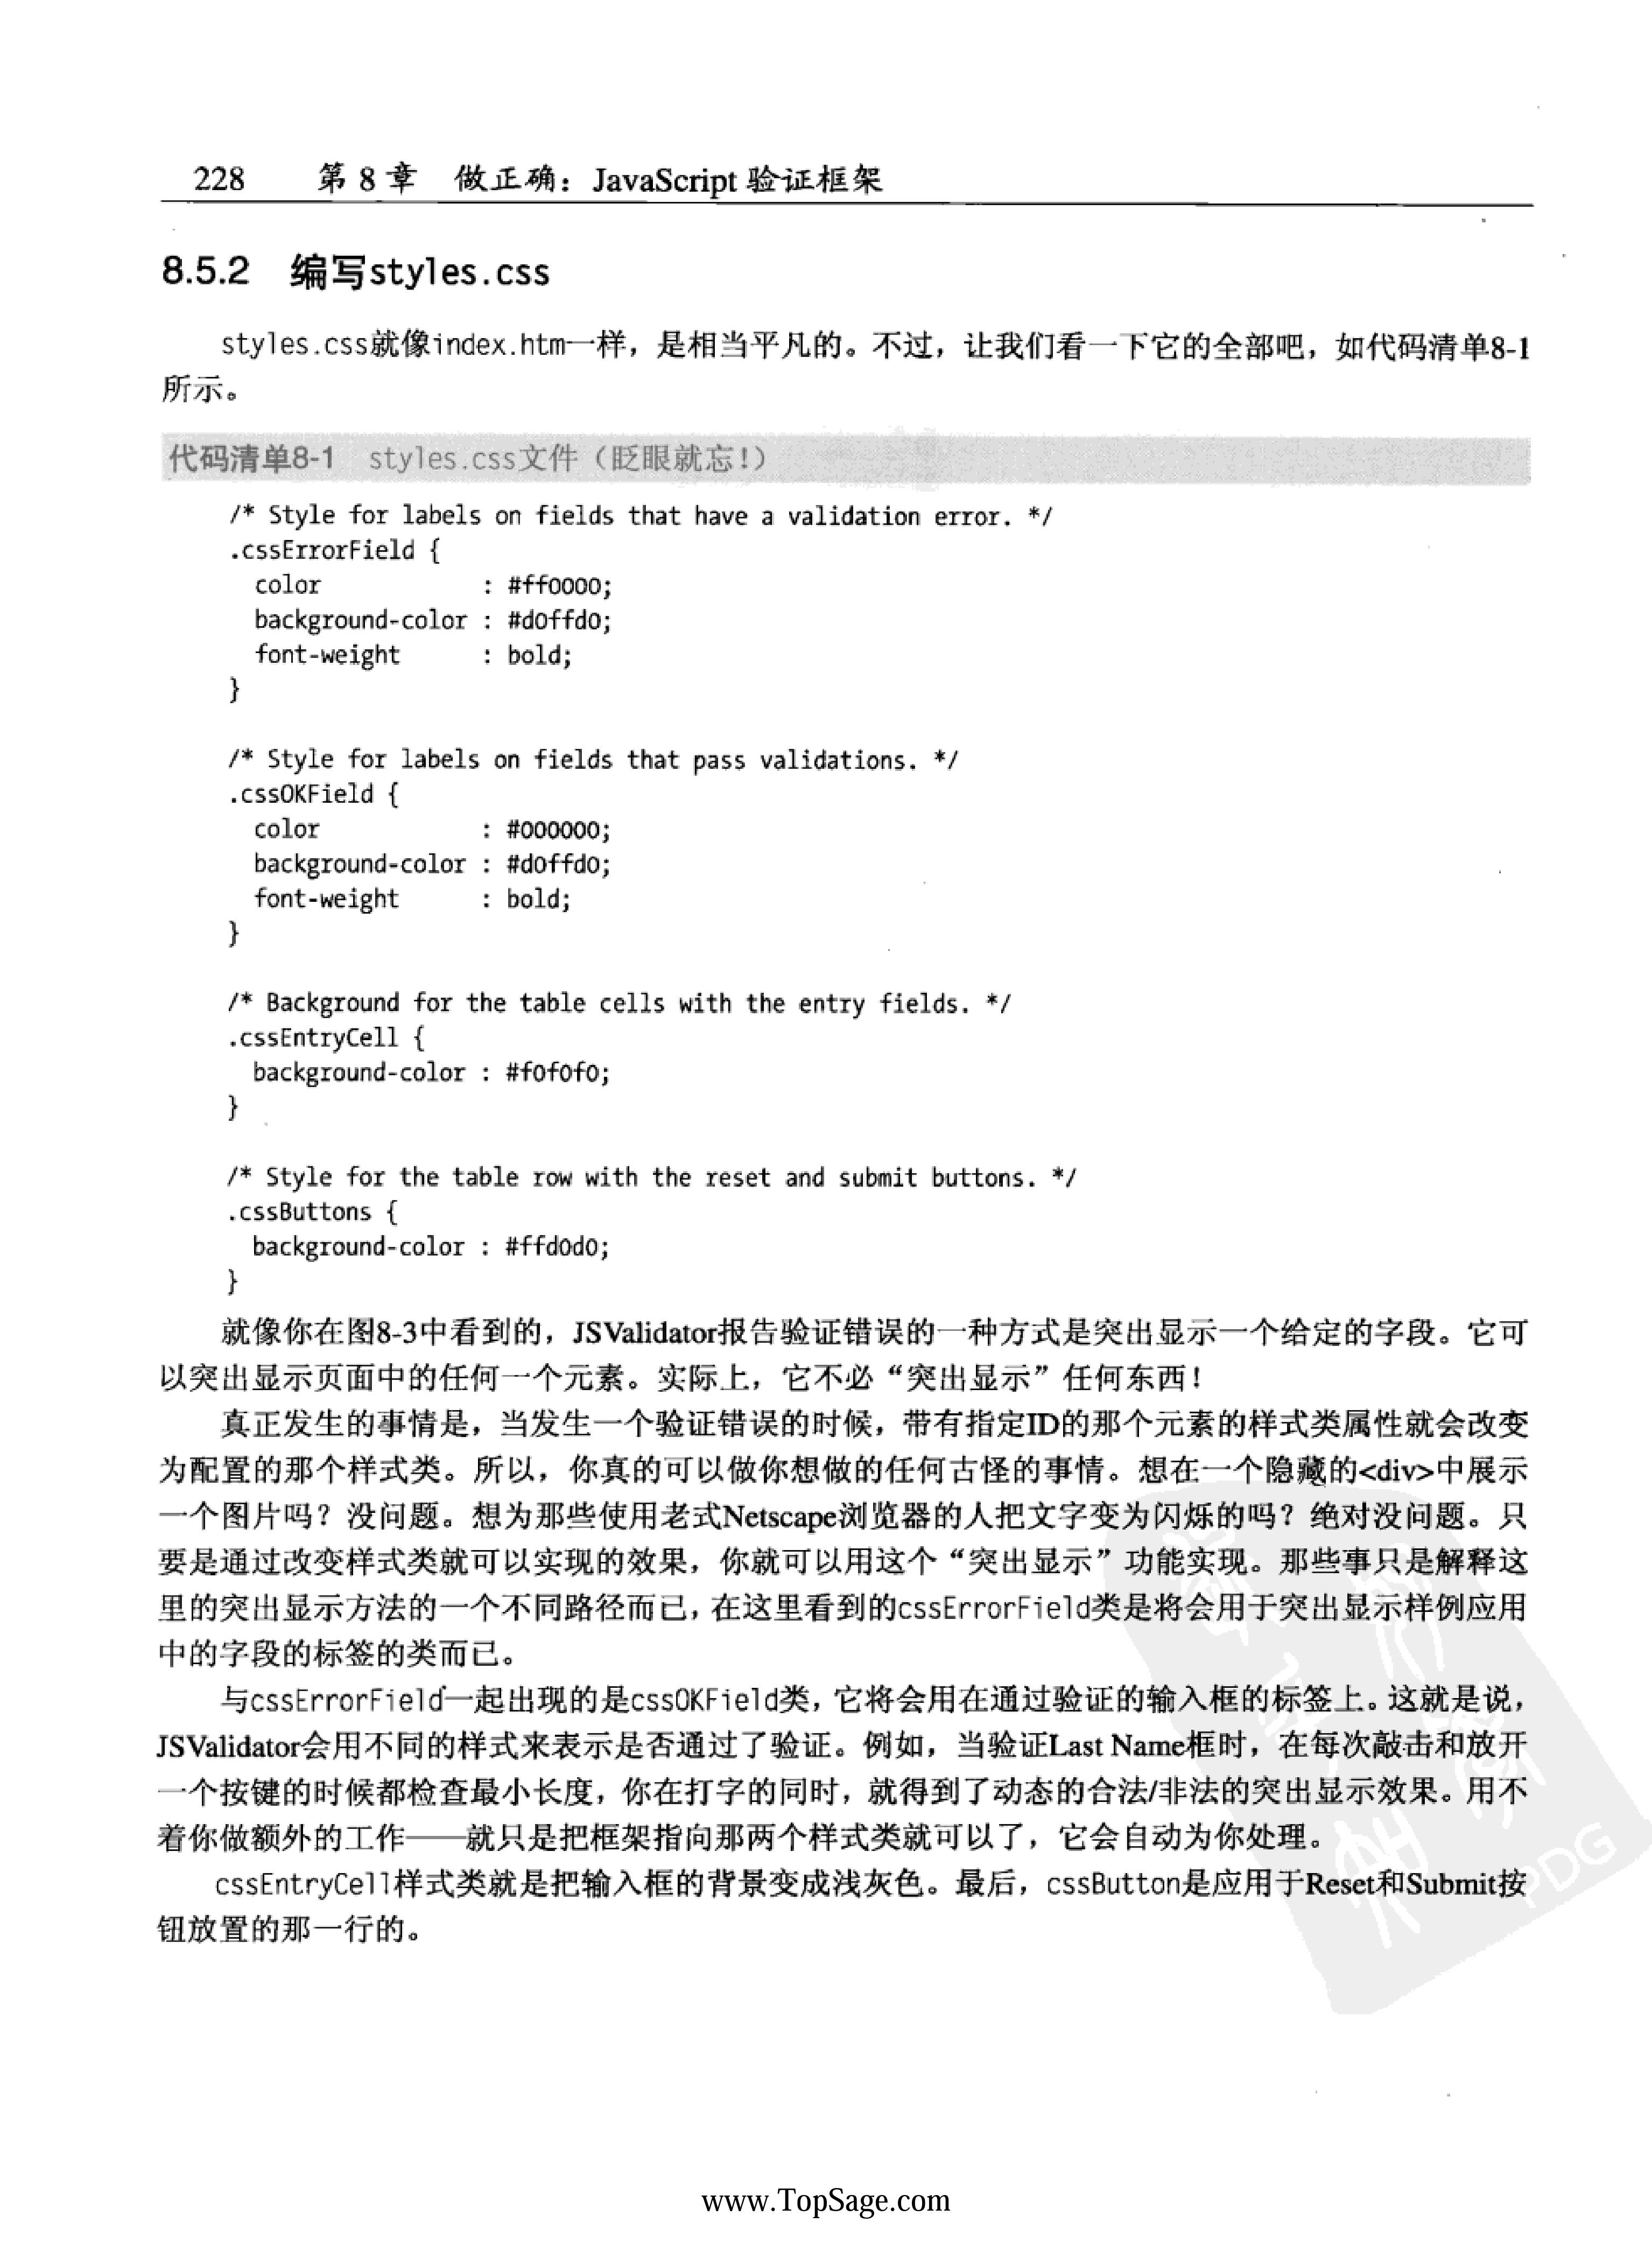 228 第8章 做正确：JavaScript 验证框架
8.5.2 编写styles.css
styles.css就像index.htm一样，是相当平凡的。不过，让我们看一下它的全部吧，如代码清单8-1
所示。
代码清单8-1 styles.css文件（眨眼就忘！）
/* Style for labels on fields that have a validation error. */
.cssErrorField {
color : #ff0000;
background-color : #d0ffd0;
font-weight : bold;
}
/* Style for labels on fields that pass validations. */
.cssOKField {
color : #000000;
background-color : #d0ffd0;
font-weight : bold;
}
/* Background for the table cells with the entry fields. */
.cssEntryCell {
background-color : #f0f0f0;
}
/* Style for the table row with the reset and submit buttons. */
.cssButtons {
background-color : #ffd0d0;
}
就像你在图8-3中看到的，JSValidator报告验证错误的一种方式是突出显示一个给定的字段。它可
以突出显示页面中的任何一个元素。实际上，它不必“突出显示”任何东西！
真正发生的事情是，当发生一个验证错误的时候，带有指定ID的那个元素的样式类属性就会改变
为配置的那个样式类。所以，你真的可以做你想做的任何古怪的事情。想在一个隐藏的<div>中展示
一个图片吗？没问题。想为那些使用老式Netscape浏览器的人把文字变为闪烁的吗？绝对没问题。只
要是通过改变样式类就可以实现的效果，你就可以用这个“突出显示”功能实现。那些事只是解释这
里的突出显示方法的一个不同路径而已，在这里看到的cssErrorField类是将会用于突出显示样例应用
中的字段的标签的类而已。
与cssErrorField一起出现的是cssOKField类，它将会用在通过验证的输入框的标签上。这就是说，
JSValidator会用不同的样式来表示是否通过了验证。例如，当验证Last Name框时，在每次敲击和放开
一个按键的时候都检查最小长度，你在打字的同时，就得到了动态的合法/非法的突出显示效果。用不
着你做额外的工作——就只是把框架指向那两个样式类就可以了，它会自动为你处理。
cssEntryCell样式类就是把输入框的背景变成浅灰色。最后，cssButton是应用于Reset和Submit按
钮放置的那一行的。
PDG
www.TopSage.com